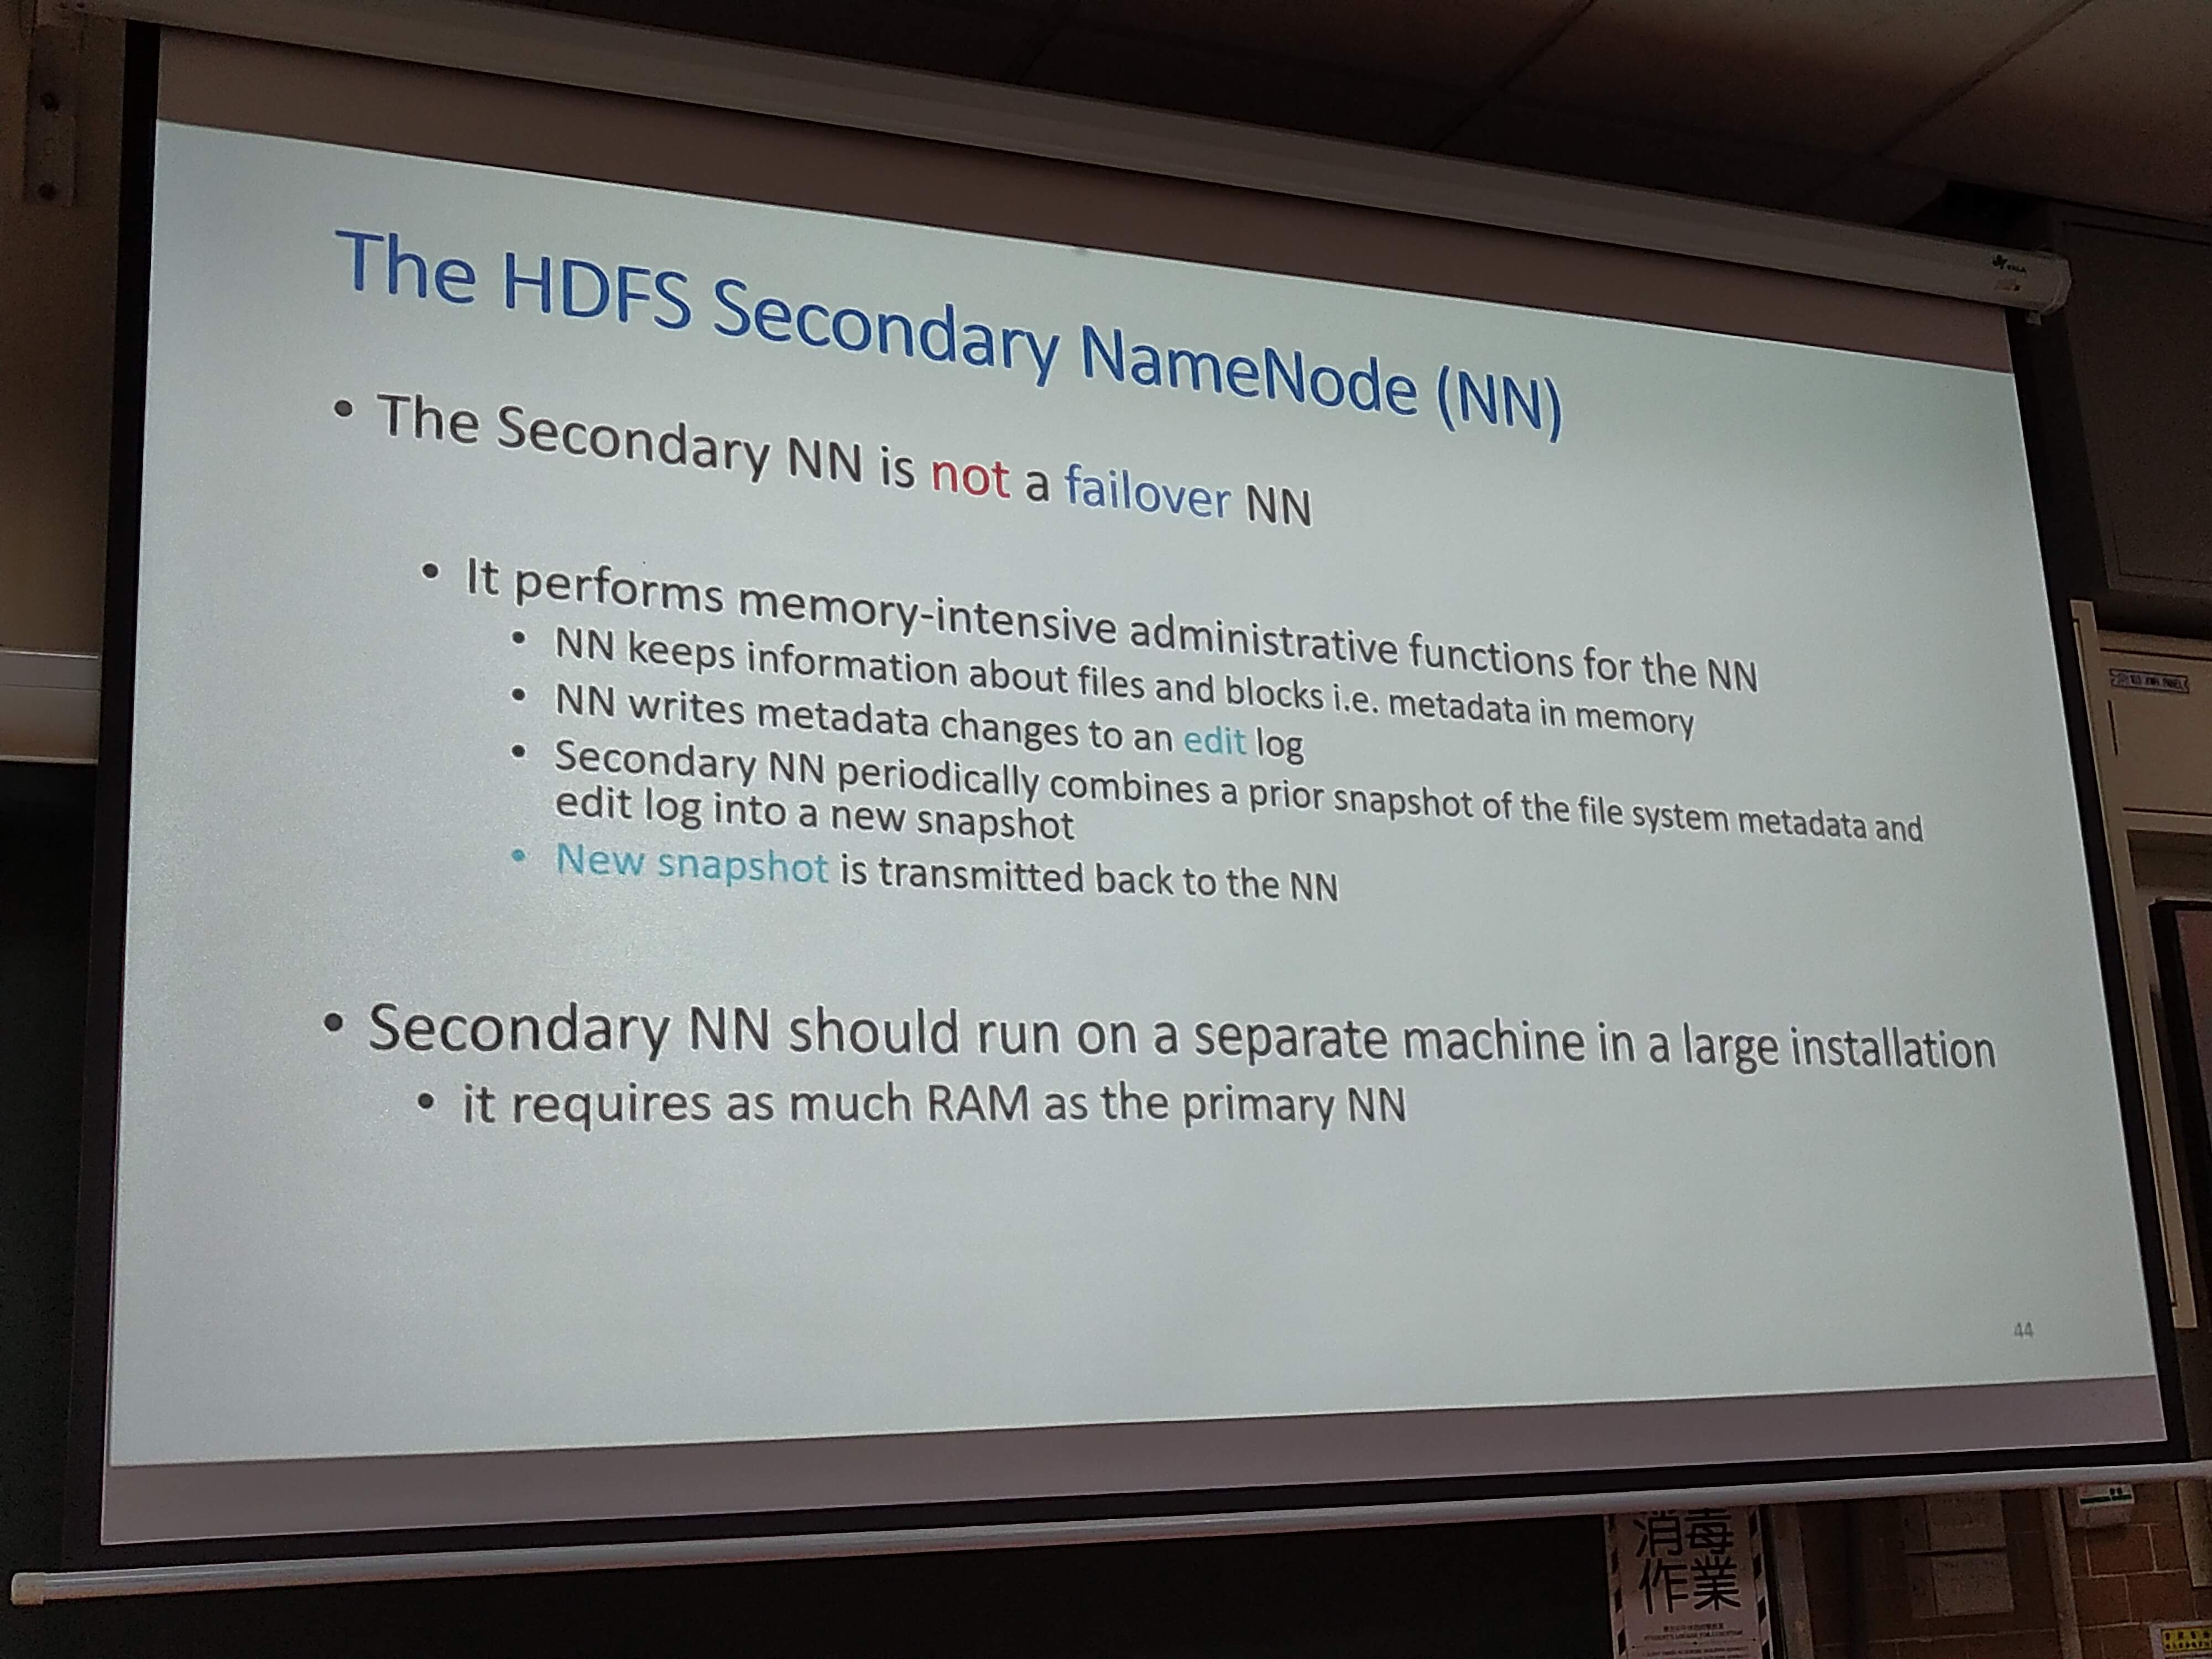 The HDFS Secondary NameNode (NN)
• The Secondary NN is not a failover NN
• It performs memory-intensive administrative functions for the NN
• NN keeps information about files and blocks i.e. metadata in memory
• NN writes metadata changes to an edit log
• Secondary NN periodically combines a prior snapshot of the file system metadata and
edit log into a new snapshot
• New snapshot is transmitted back to the NN
• Secondary NN should run on a separate machine in a large installation
• it requires as much RAM as the primary NN
44
消毒
作業